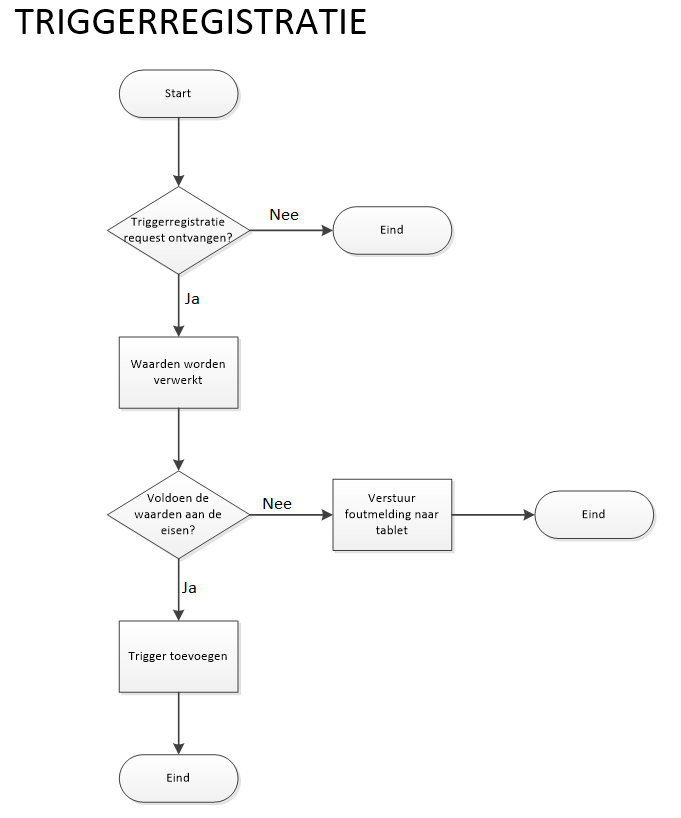 TRIGGERREGISTRATIE
Start
Triggerregistratie
request ontvangen?
Nee
Eind
Ja
Waarden worden
verwerkt
Voldoen de
waarden aan de
eisen?
Nee
Verstuur
foutmelding naar
tablet
Eind
Ja
Trigger toevoegen
Eind